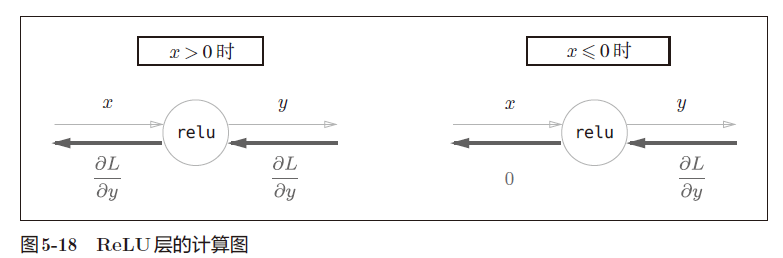 x > 0 时 x ⩽ 0 时
x y x y
relu relu
∂L/∂y ∂L/∂y 0 ∂L/∂y
图5-18 ReLU层的计算图